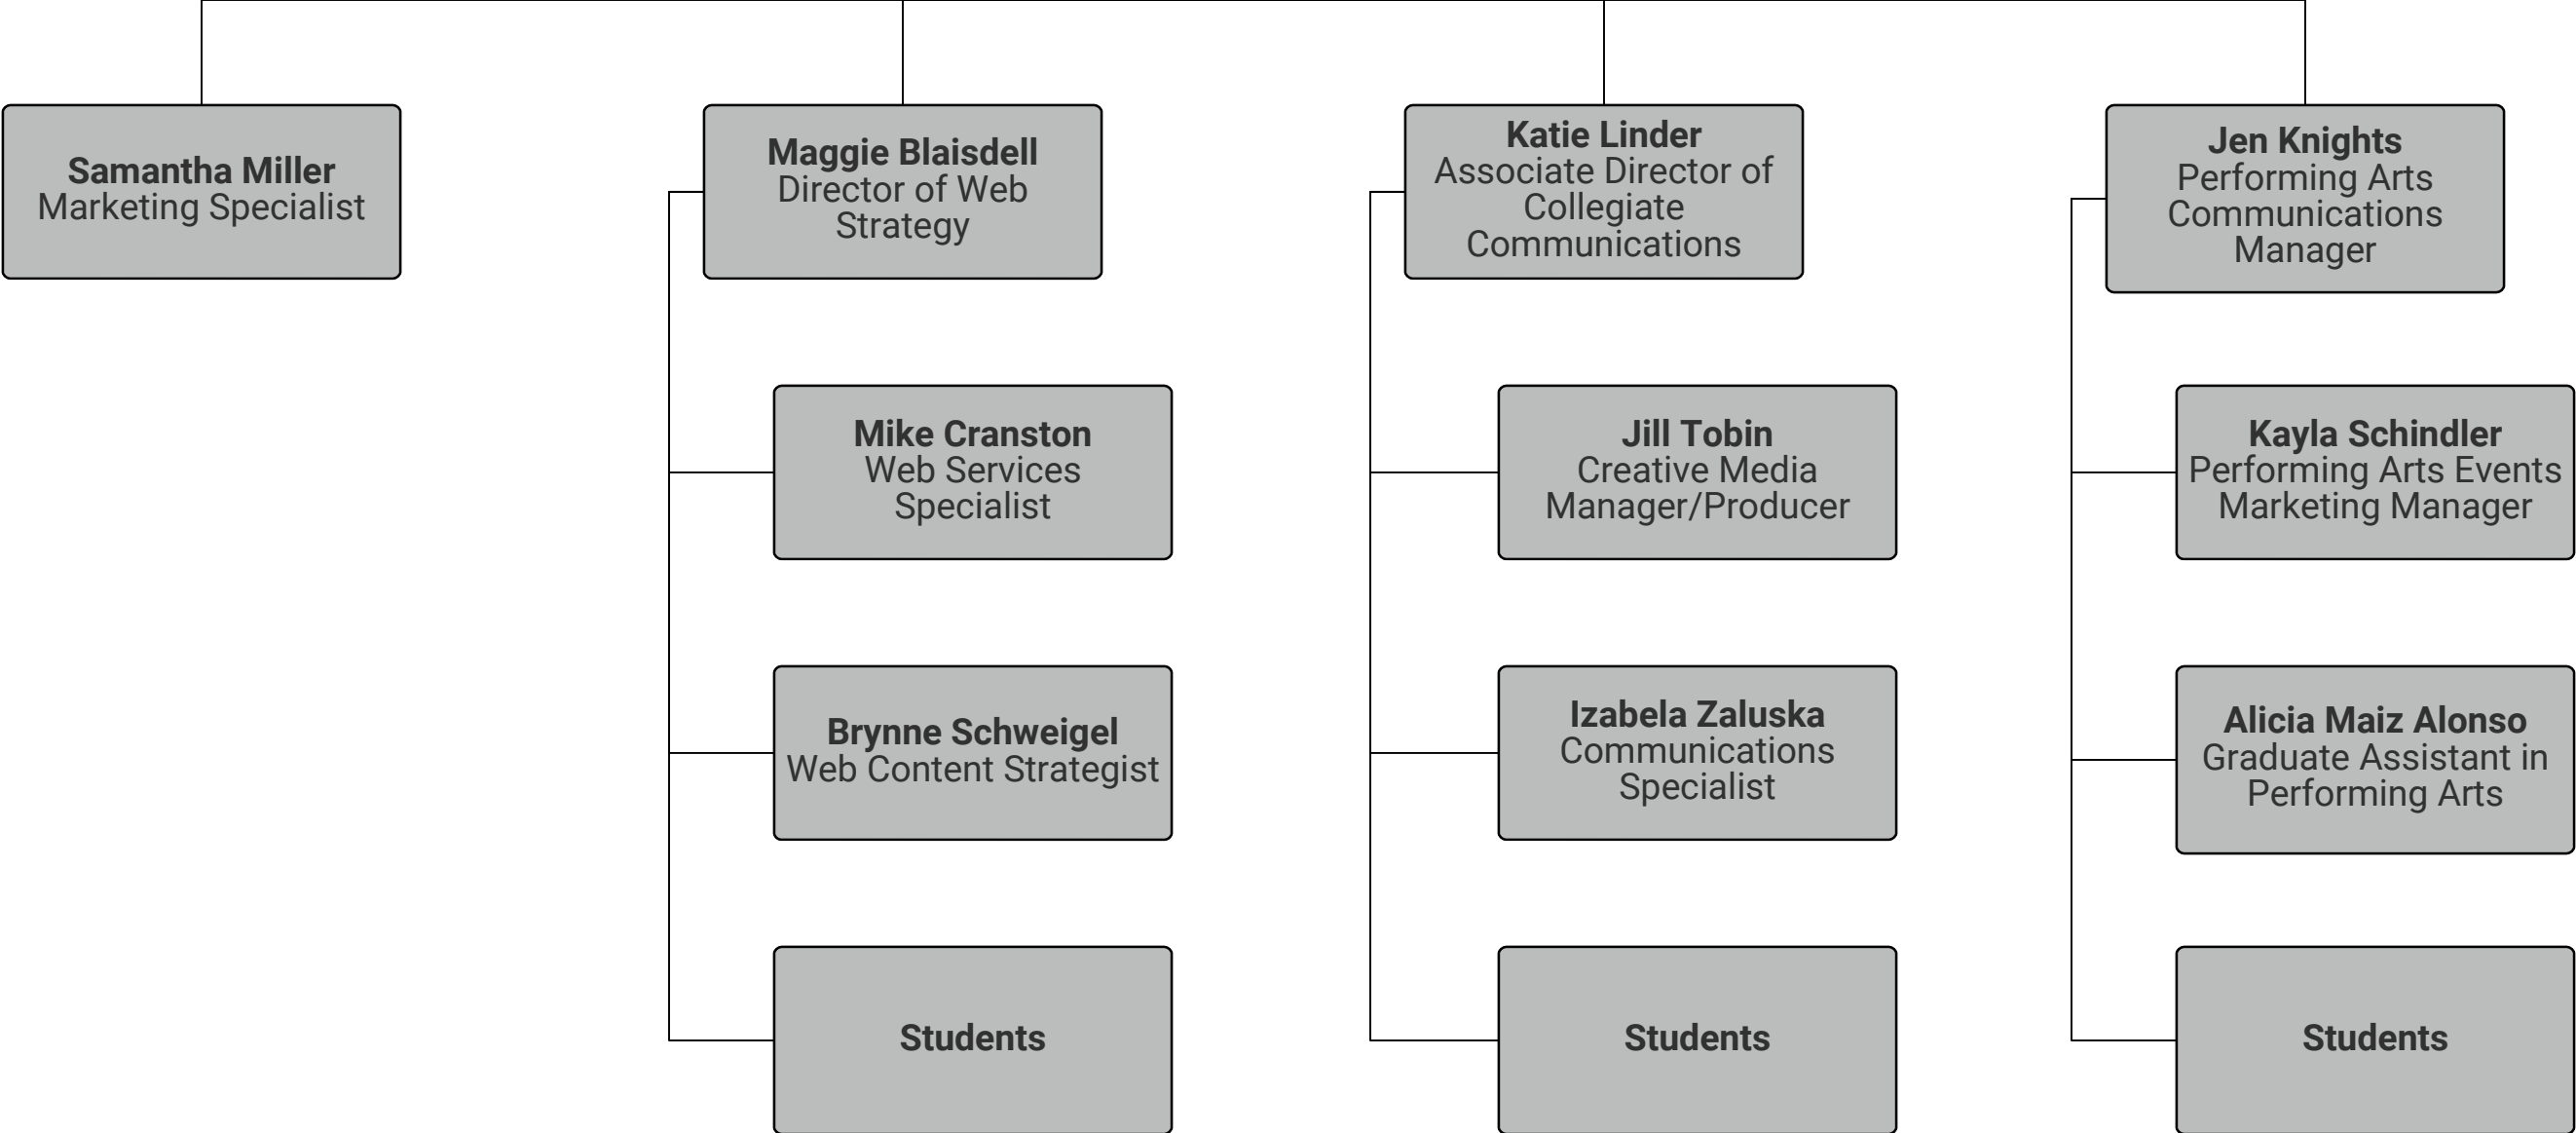 Samantha Miller
Marketing Specialist
Maggie Blaisdell
Director of Web
Strategy
Katie Linder
Associate Director of
Collegiate
Communications
Jen Knights
Performing Arts
Communications
Manager
Mike Cranston
Web Services
Specialist
Jill Tobin
Creative Media
Manager/Producer
Kayla Schindler
Performing Arts Events
Marketing Manager
Brynne Schweigel
Web Content Strategist
Izabela Zaluska
Communications
Specialist
Alicia Maiz Alonso
Graduate Assistant in
Performing Arts
Students
Students
Students